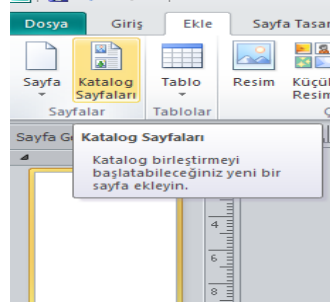 Dosya Giriş Ekle Sayfa Tasar
Sayfa Katalog Sayfaları Tablo Resim Küçül Resim
Sayfalar Tablolar
Sayfa G Katalog Sayfaları
Katalog birleştirmeyi
başlatabileceğiniz yeni bir
sayfa ekleyin.
4
6
8